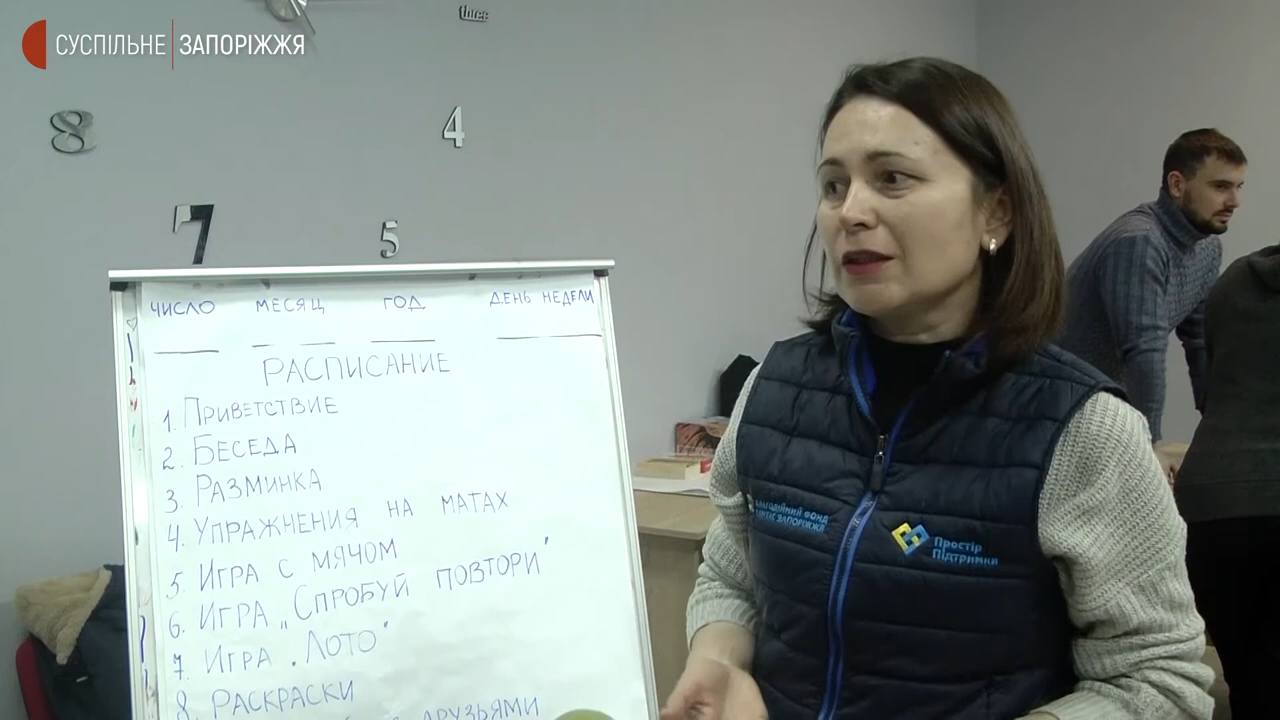 СУСПІЛЬНЕ ЗАПОРІЖЖЯ
three
8
4
7
5
ЧИСЛО МЕСЯЦ ГОД ДЕНЬ НЕДЕЛИ
РАСПИСАНИЕ
1. ПРИВЕТСТВИЕ
2. БЕСЕДА
3. РАЗМИНКА
4. УПРАЖНЕНИЯ НА МАТАХ
5. ИГРА С МЯЧОМ
6. ИГРА „СПРОБУЙ ПОВТОРИ"
7. ИГРА „ЛОТО"
8. РАСКРАСКИ
С ДРУЗЬЯМИ
БЛАГОДІЙНИЙ ФОНД
ЗАПОРІЖЖЯ
Простір
Підтримки